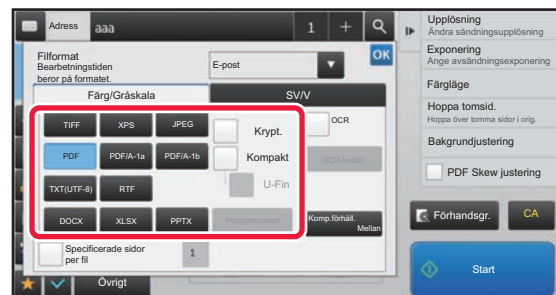 Adress aaa 1 +
Filformat
Bearbetningstiden
beror på formatet.
E-post
OK
Färg/Gråskala
SV/V
TIFF XPS JPEG Krypt. OCR
PDF PDF/A-1a PDF/A-1b Kompakt
TXT(UTF-8) RTF U-Fin
DOCX XLSX PPTX
Komp.förhåll.
Mellan
Specificerade sidor
per fil
1
Övrigt
Upplösning
Ändra sändningsupplösning
Exponering
Ange avsändningsexponering
Färgläge
Hoppa tomsid.
Hoppa över tomma sidor i orig.
Bakgrundjustering
PDF Skew justering
Förhandsgr. CA
Start